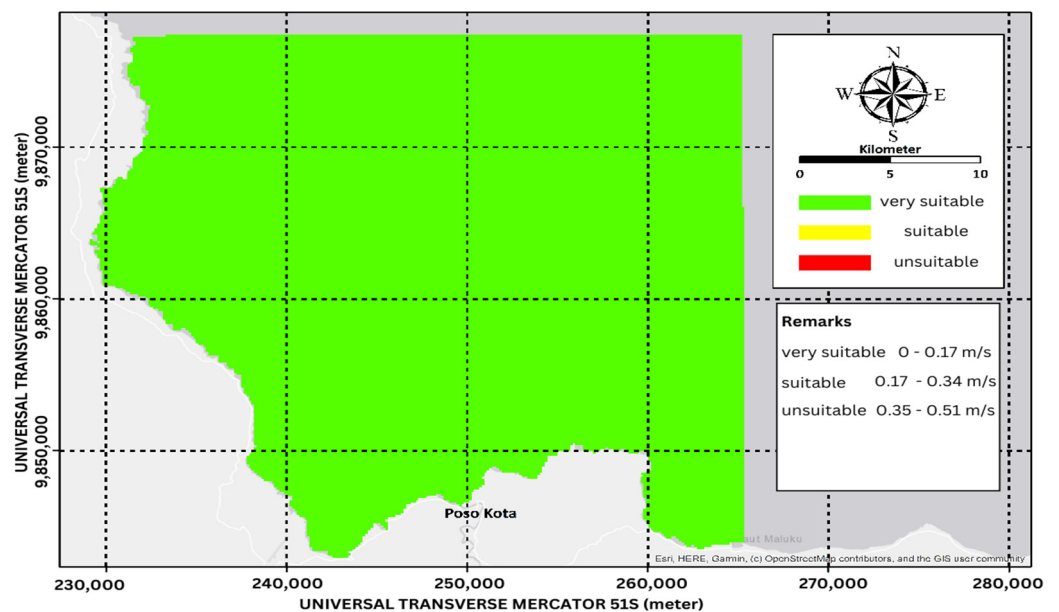 N
W E
S
Kilometer
0 5 10
very suitable
suitable
unsuitable
Remarks
very suitable 0 - 0.17 m/s
suitable 0.17 - 0.34 m/s
unsuitable 0.35 - 0.51 m/s
UNIVERSAL TRANSVERSE MERCATOR 51S (meter)
9,870,000
9,860,000
9,850,000
Poso Kota
aut Maluku
Esri, HERE, Garmin, (c) OpenStreetMap contributors, and the GIS user community
230,000 240,000 250,000 260,000 270,000 280,000
UNIVERSAL TRANSVERSE MERCATOR 51S (meter)